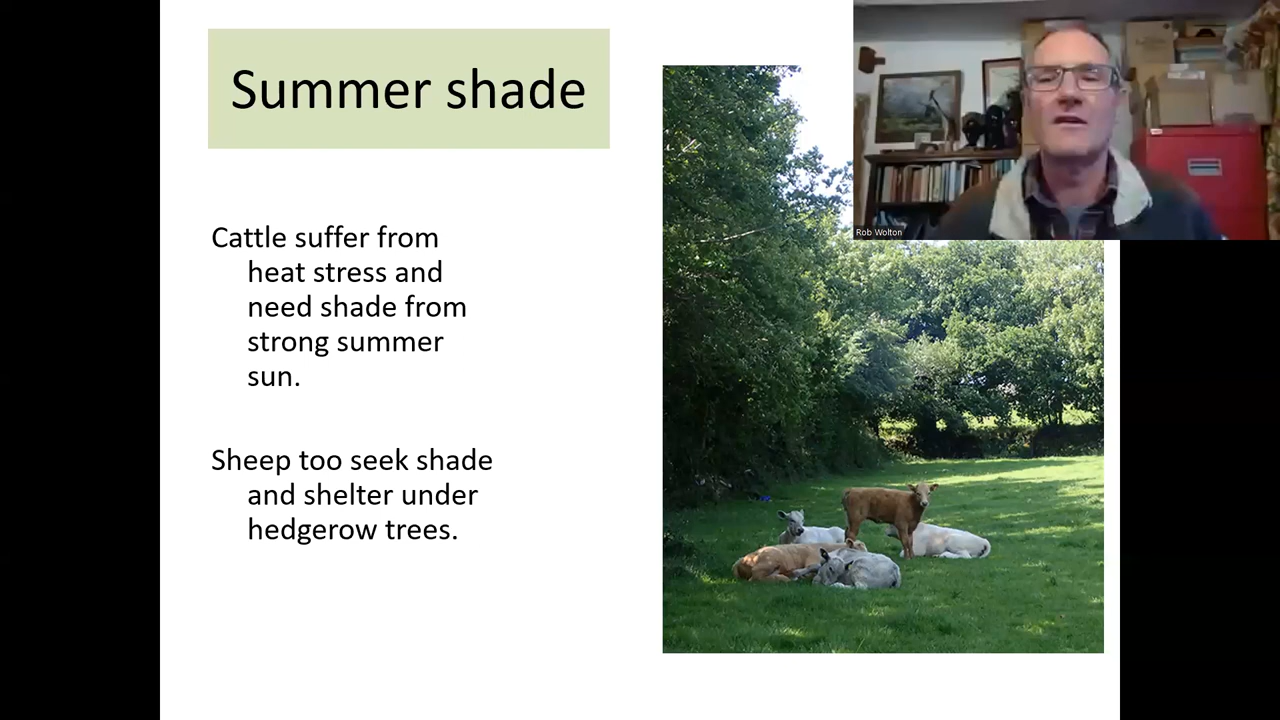 Summer shade
Rob Wolton
Cattle suffer from
heat stress and
need shade from
strong summer
sun.
Sheep too seek shade
and shelter under
hedgerow trees.